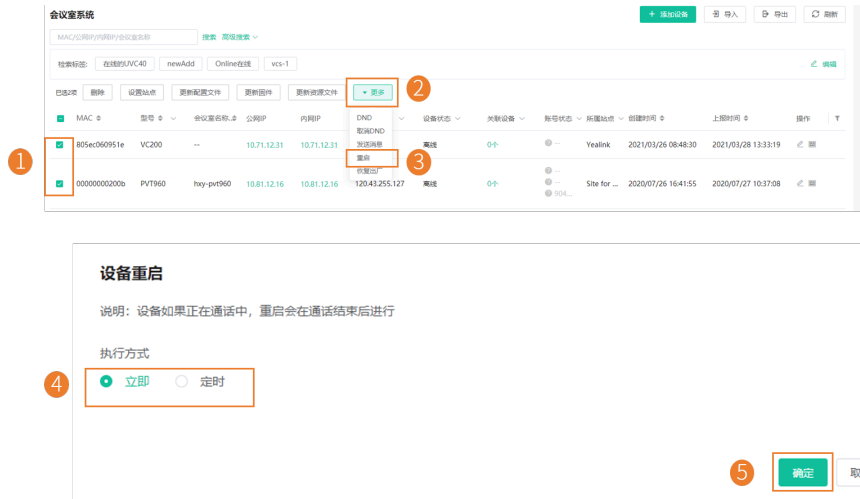 会议室系统
+ 添加设备 导入 导出 刷新
MAC/公网IP/内网IP/会议室名称 搜索 高级搜索
检索标签: 在线的UVC40 newAdd Online在线 vcs-1 编辑
已选2项 删除 设置站点 更新配置文件 更新固件 更新资源文件 更多 2
MAC 型号 会议室名称.. 公网IP 内网IP DND 设备状态 关联设备 账号状态 所属站点 创建时间 上报时间 操作
取消DND
发送消息
1 805ec060951e VC200 -- 10.71.12.31 10.71.12.31 重启 3 离线 0个 -- Yealink 2021/03/26 08:48:30 2021/03/28 13:33:19
恢复出厂
00000000200b PVT960 hxy-pvt960 10.81.12.16 10.81.12.16 120.43.255.127 离线 0个 -- -- 904... Site for ... 2020/07/26 16:41:55 2020/07/27 10:37:08
设备重启
说明：设备如果正在通话中，重启会在通话结束后进行
执行方式
4 立即 定时
5 确定 取